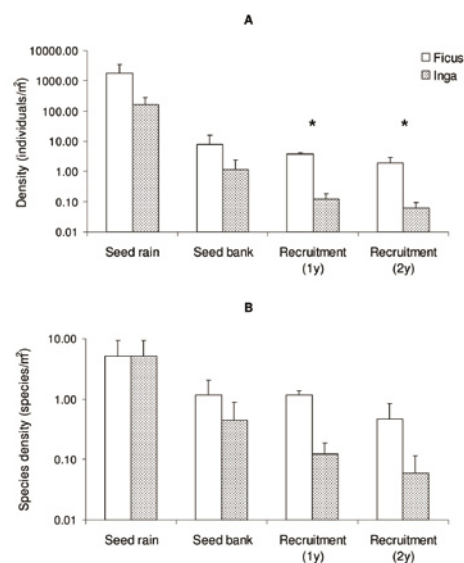 A
Density (individuals/m²)
10000.00
1000.00
100.00
10.00
1.00
0.10
0.01
Ficus
Inga
*
*
Seed rain
Seed bank
Recruitment
(1y)
Recruitment
(2y)
B
Species density (species/m²)
10.00
1.00
0.10
0.01
Seed rain
Seed bank
Recruitment
(1y)
Recruitment
(2y)